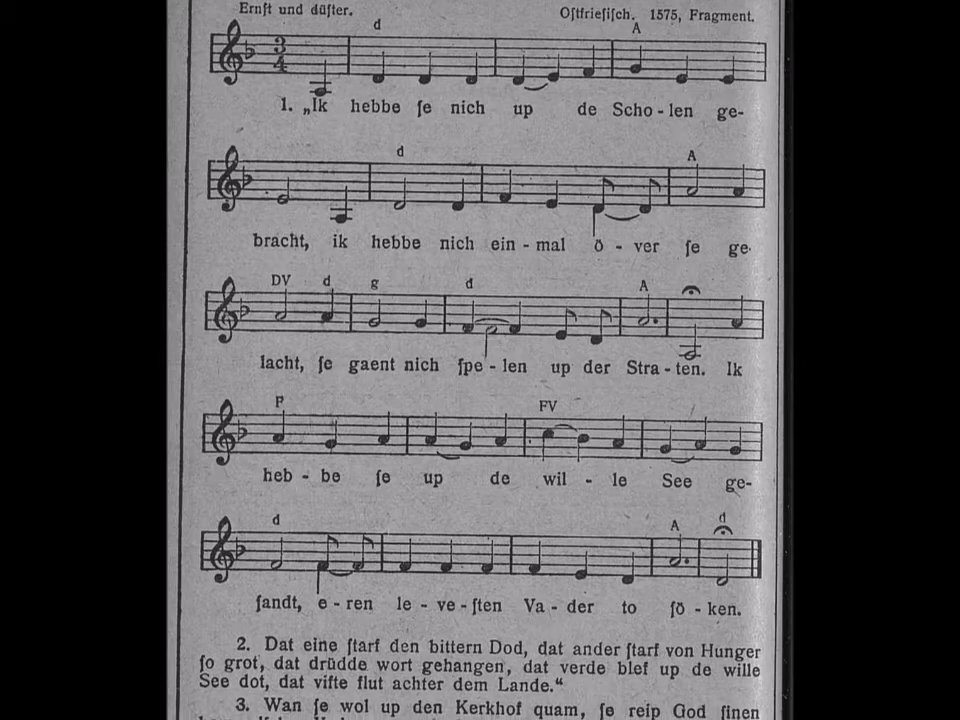 Ernſt und düſter. Oſtfrieſiſch. 1575, Fragment.
d A
1. „Ik hebbe ſe nich up de Scho - len ge-
d A
bracht, ik hebbe nich ein - mal ö - ver ſe ge-
DV d g d A
lacht, ſe gaent nich ſpe - len up der Stra - ten. Ik
F FV
heb - be ſe up de wil - le See ge-
d A d
ſandt, e - ren le - ve - ſten Va - der to ſö - ken.
2. Dat eine ſtarf den bittern Dod, dat ander ſtarf von Hunger
ſo grot, dat drüdde wort gehangen, dat verde blef up de wille
See dot, dat vifte flut achter dem Lande.“
3. Wan ſe wol up den Kerkhof quam, ſe reip God ſinen